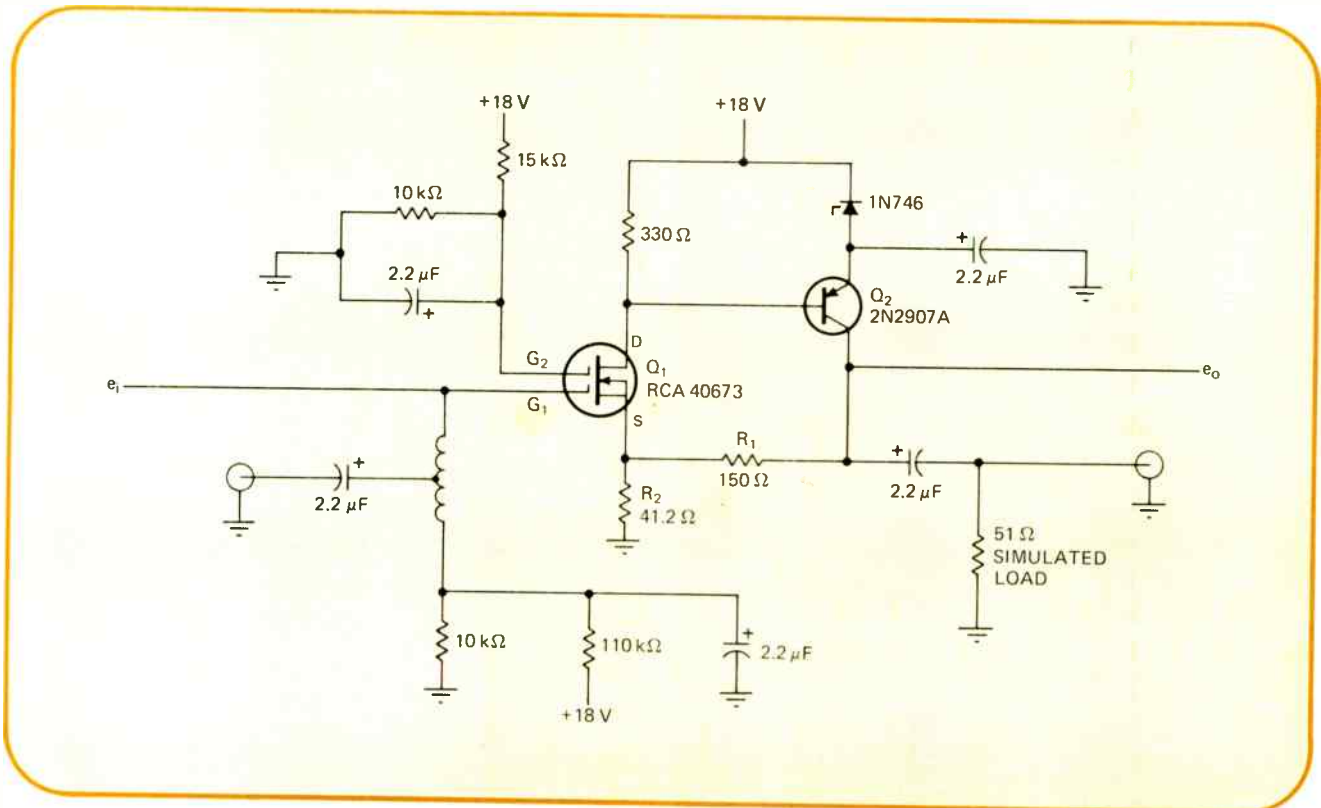 +18 V
+18 V
15 kΩ
10 kΩ
1N746
330 Ω
2.2 μF
+
+
2.2 μF
Q2
2N2907A
D
G2
Q1
RCA 40673
ei
eo
G1
S
R1
150 Ω
+
2.2 μF
+
2.2 μF
R2
41.2 Ω
51 Ω
SIMULATED
LOAD
10 kΩ
110 kΩ
+
2.2 μF
+18 V